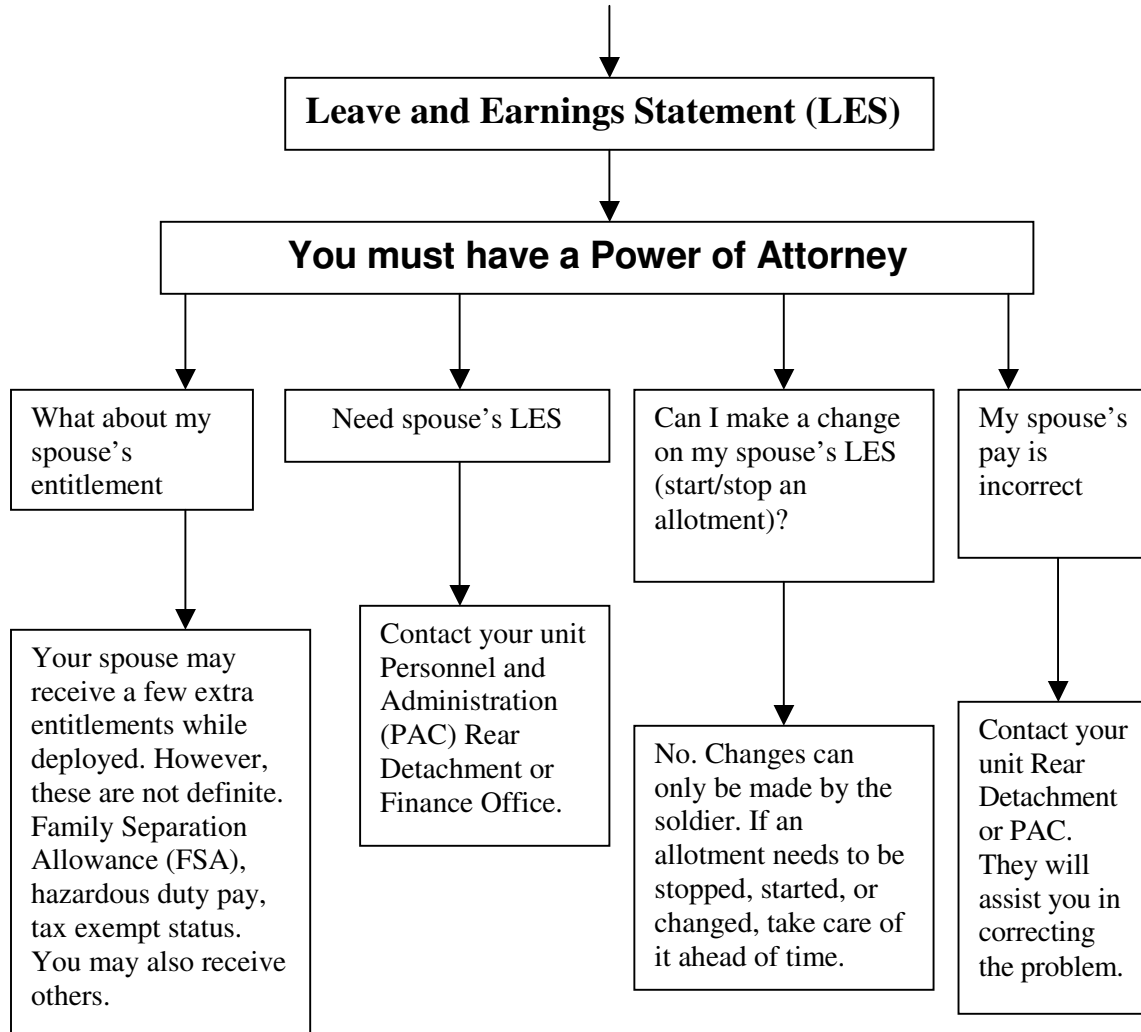 Leave and Earnings Statement (LES)
You must have a Power of Attorney
What about my
spouse’s
entitlement
Need spouse’s LES
Can I make a change
on my spouse’s LES
(start/stop an
allotment)?
My spouse’s
pay is
incorrect
Your spouse may
receive a few extra
entitlements while
deployed. However,
these are not definite.
Family Separation
Allowance (FSA),
hazardous duty pay,
tax exempt status.
You may also receive
others.
Contact your unit
Personnel and
Administration
(PAC) Rear
Detachment or
Finance Office.
No. Changes can
only be made by the
soldier. If an
allotment needs to be
stopped, started, or
changed, take care of
it ahead of time.
Contact your
unit Rear
Detachment
or PAC.
They will
assist you in
correcting
the problem.